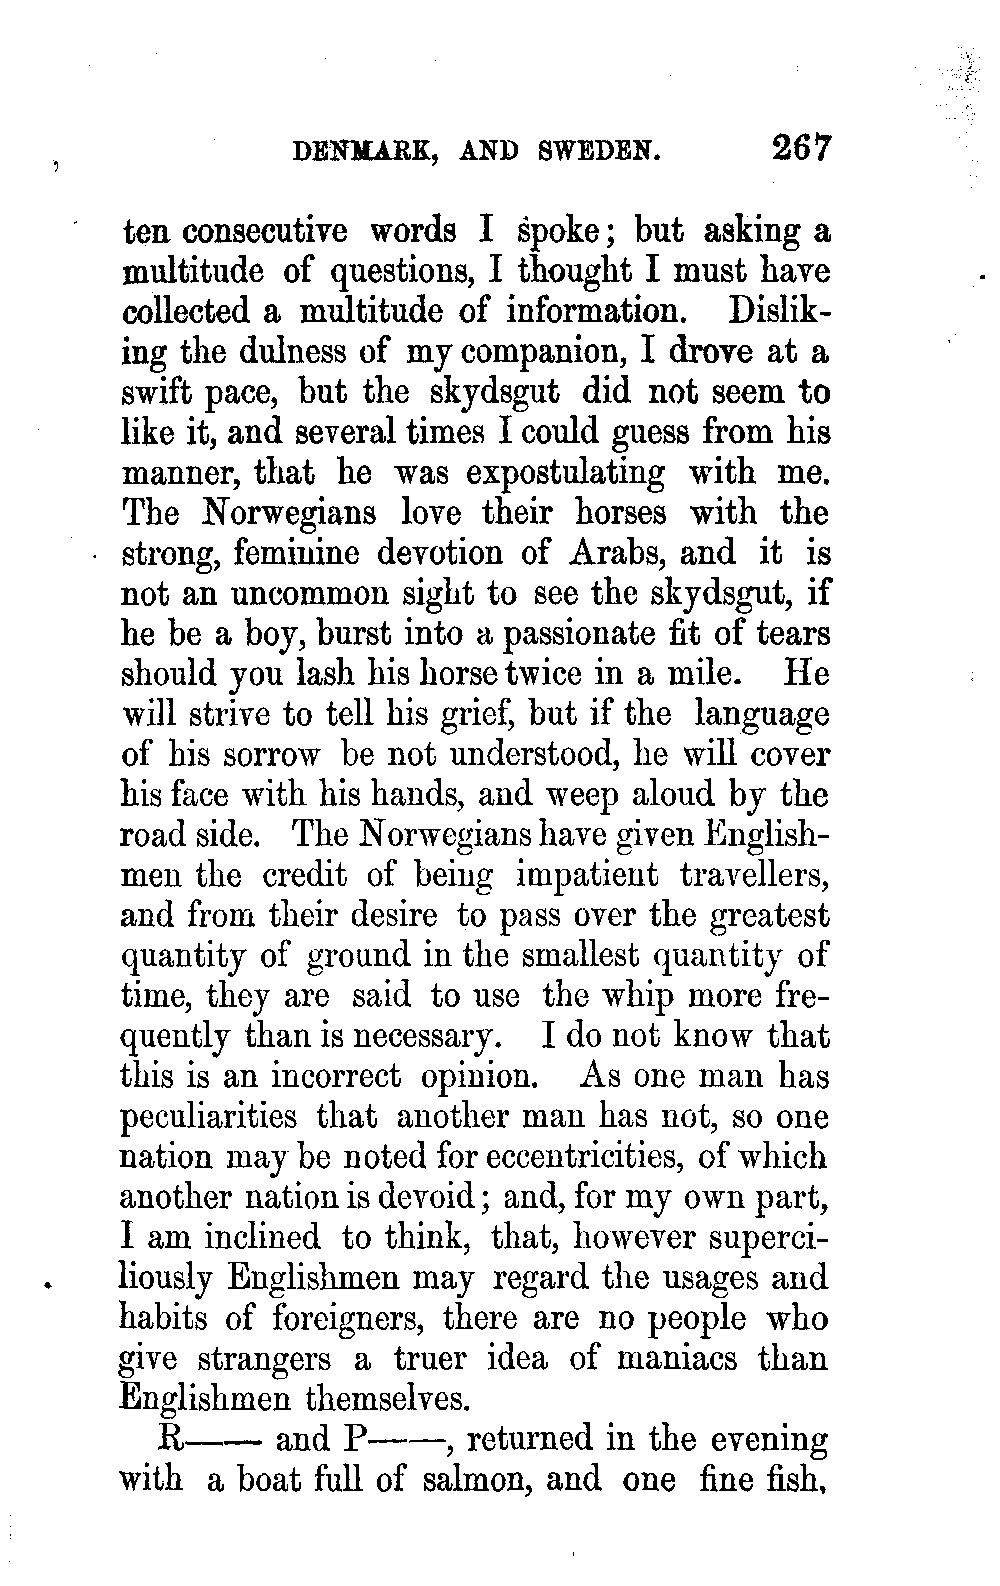 DENMARK, AND SWEDEN. 267
ten consecutive words I spoke; but asking a
multitude of questions, I thought I must have
collected a multitude of information. Dislik-
ing the dulness of my companion, I drove at a
swift pace, but the skydsgut did not seem to
like it, and several times I could guess from his
manner, that he was expostulating with me.
The Norwegians love their horses with the
strong, feminine devotion of Arabs, and it is
not an uncommon sight to see the skydsgut, if
he be a boy, burst into a passionate fit of tears
should you lash his horse twice in a mile. He
will strive to tell his grief, but if the language
of his sorrow be not understood, he will cover
his face with his hands, and weep aloud by the
road side. The Norwegians have given English-
men the credit of being impatient travellers,
and from their desire to pass over the greatest
quantity of ground in the smallest quantity of
time, they are said to use the whip more fre-
quently than is necessary. I do not know that
this is an incorrect opinion. As one man has
peculiarities that another man has not, so one
nation may be noted for eccentricities, of which
another nation is devoid; and, for my own part,
I am inclined to think, that, however superci-
liously Englishmen may regard the usages and
habits of foreigners, there are no people who
give strangers a truer idea of maniacs than
Englishmen themselves.
R—— and P——, returned in the evening
with a boat full of salmon, and one fine fish,